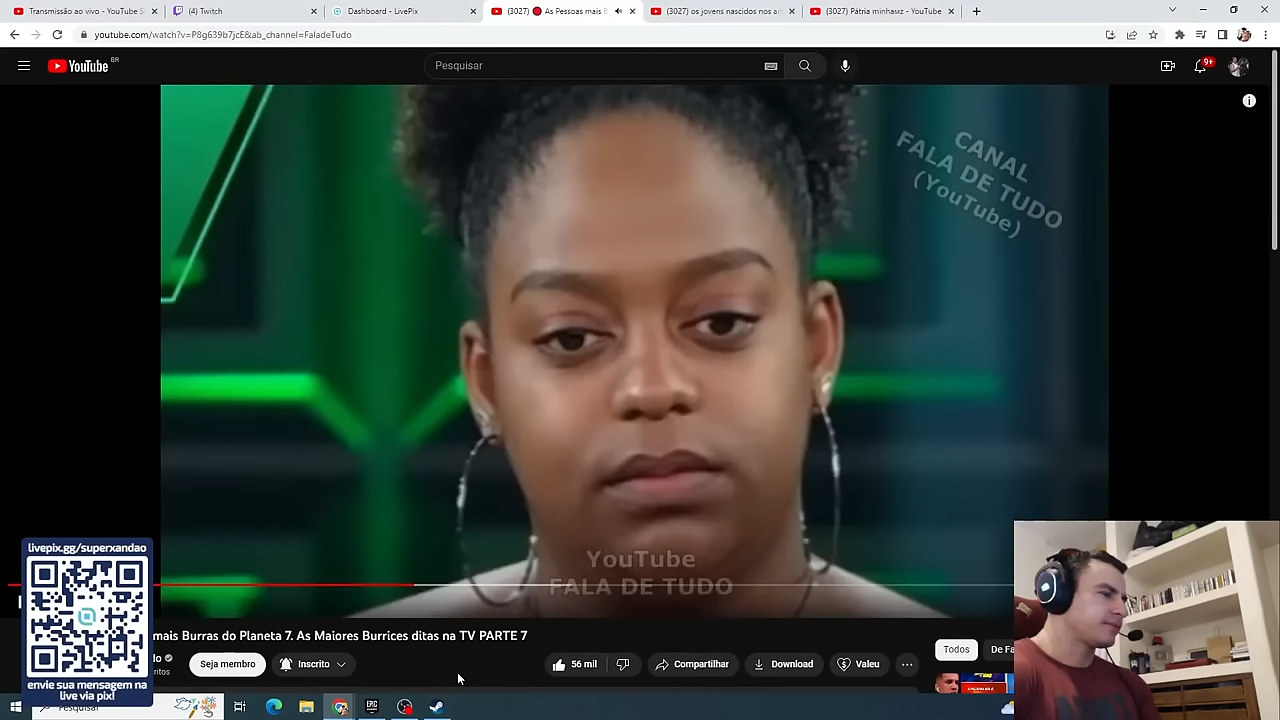 Transmissão ao vivo - YouTube S
(4) Twitch
Dashboard - LivePix
(3027) 🔴 As Pessoas mais B
(3027) os jovens nascidos nos an
(3027) Pátria minhauz - YouTube
youtube.com/watch?v=P8g639b7jcE&ab_channel=FaladeTudo
YouTube BR
Pesquisar
9+
CANAL
FALA DE TUDO
(YouTube)
YouTube
FALA DE TUDO
livepix.gg/superxandao
envie sua mensagem na
live via pix!
mais Burras do Planeta 7. As Maiores Burrices ditas na TV PARTE 7
Seja membro
Inscrito
56 mil
Compartilhar
Download
Valeu
Todos
De Fa
Pesquisar